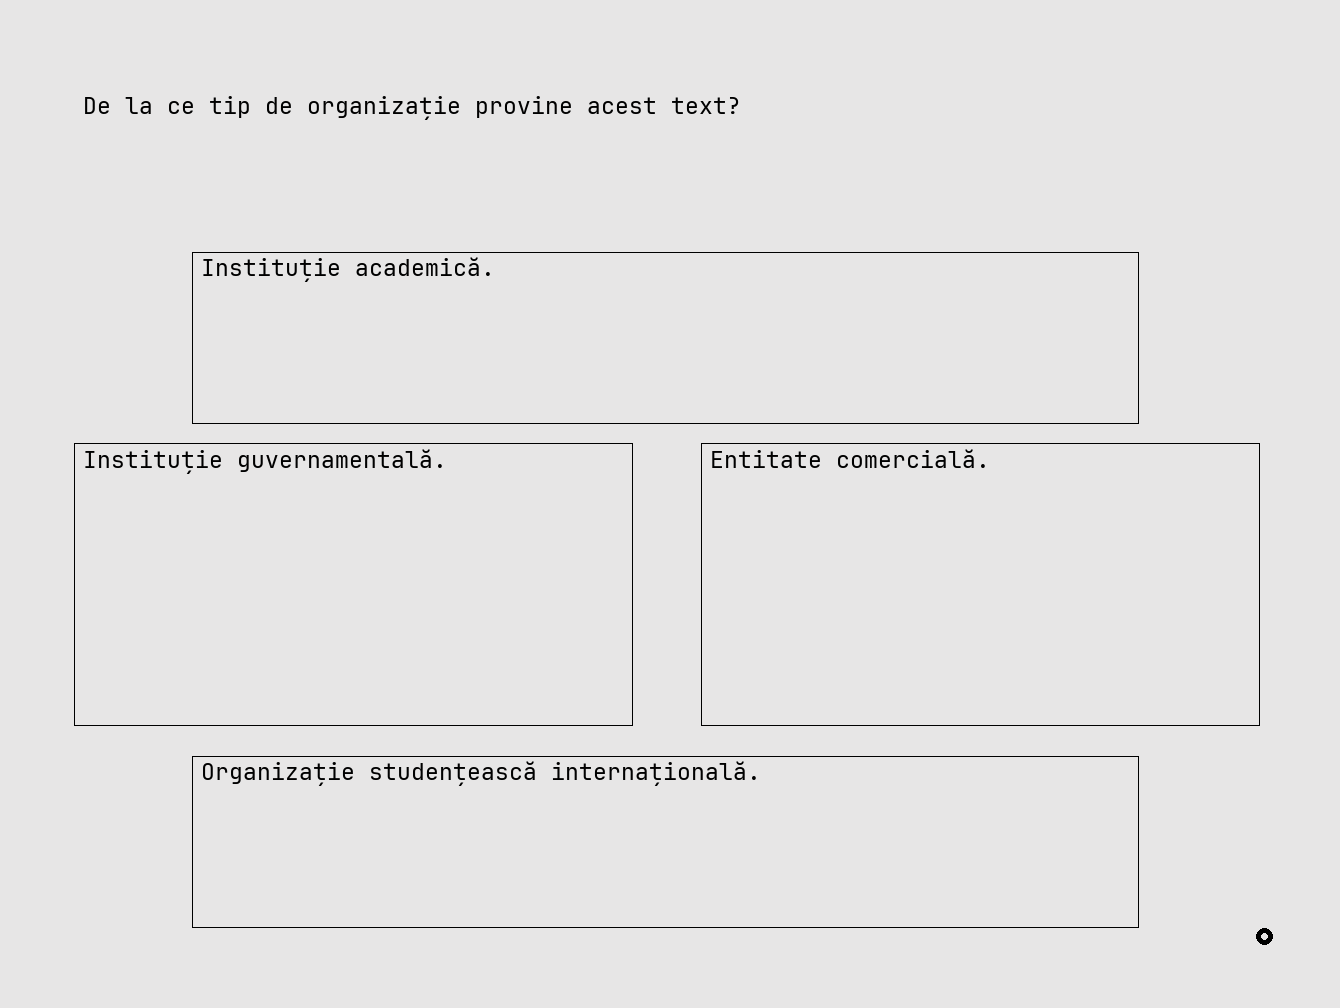 De la ce tip de organizație provine acest text?
Instituție academică.
Instituție guvernamentală.
Entitate comercială.
Organizație studențească internațională.